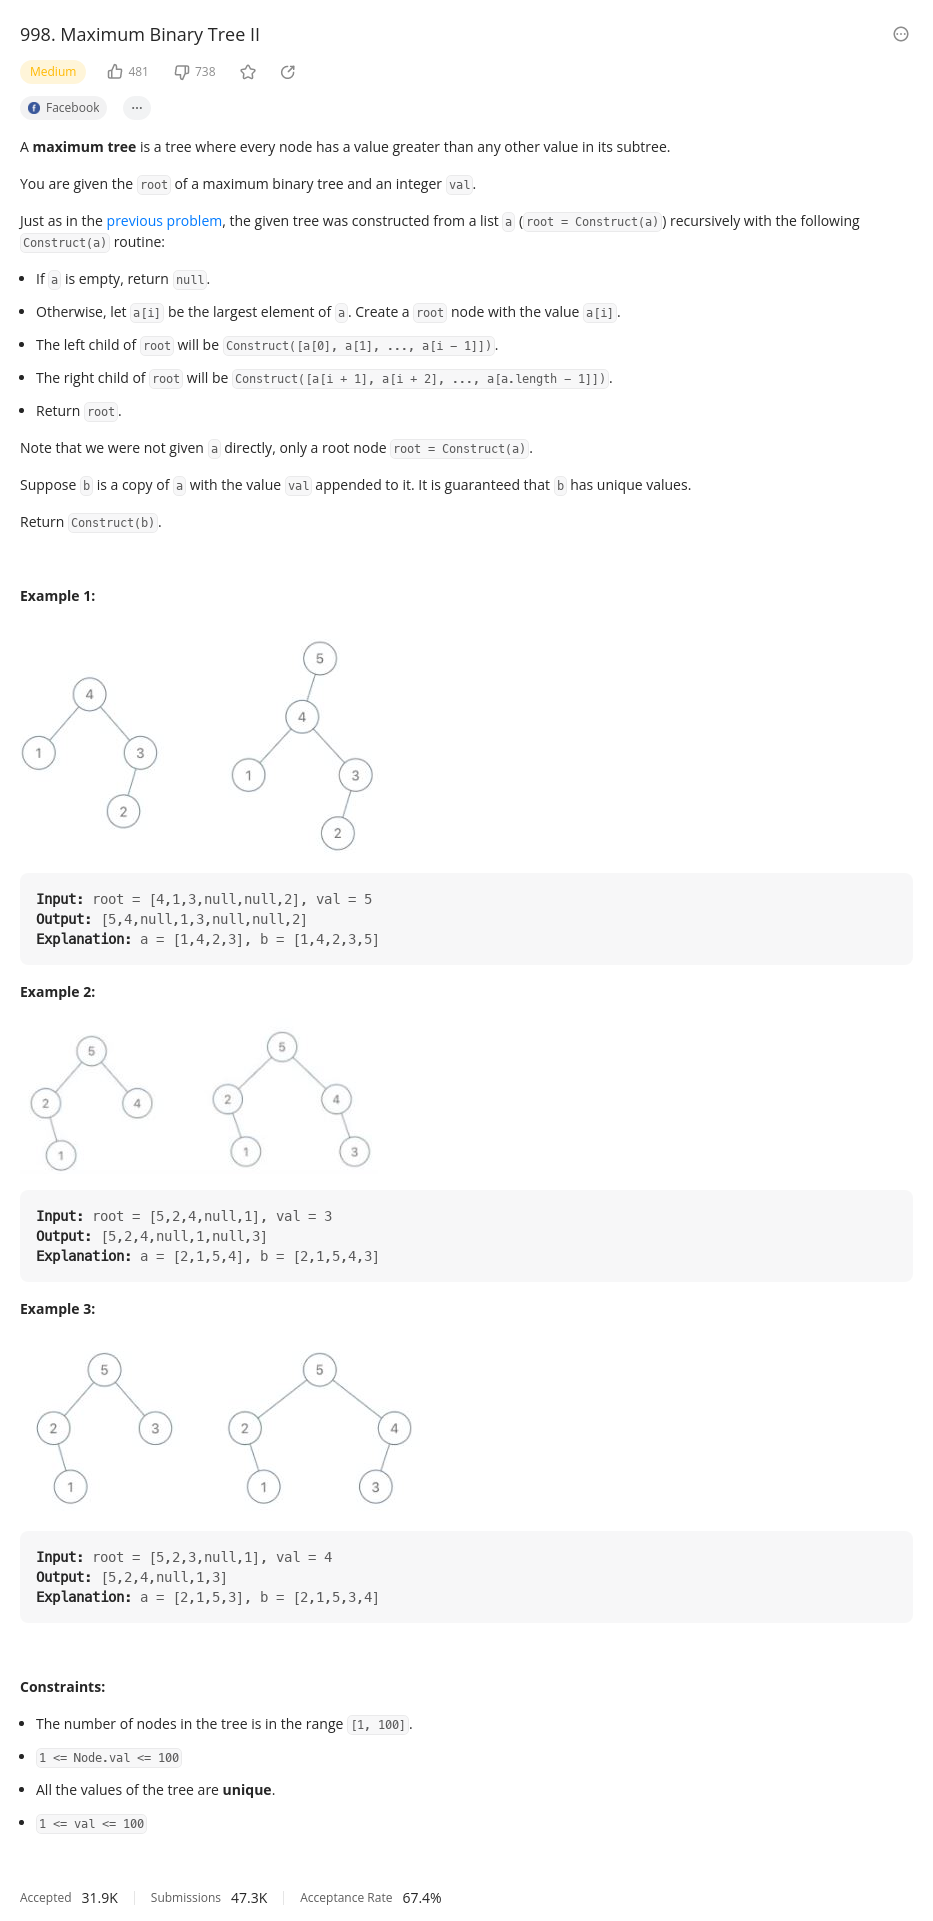 998. Maximum Binary Tree II
Medium 481 738
Facebook ...
A maximum tree is a tree where every node has a value greater than any other value in its subtree.
You are given the root of a maximum binary tree and an integer val.
Just as in the previous problem, the given tree was constructed from a list a (root = Construct(a)) recursively with the following
Construct(a) routine:
• If a is empty, return null.
• Otherwise, let a[i] be the largest element of a. Create a root node with the value a[i].
• The left child of root will be Construct([a[0], a[1], ..., a[i − 1]]).
• The right child of root will be Construct([a[i + 1], a[i + 2], ..., a[a.length − 1]]).
• Return root.
Note that we were not given a directly, only a root node root = Construct(a).
Suppose b is a copy of a with the value val appended to it. It is guaranteed that b has unique values.
Return Construct(b).
Example 1:
5
4 4
1 3 1 3
2 2
Input: root = [4,1,3,null,null,2], val = 5
Output: [5,4,null,1,3,null,null,2]
Explanation: a = [1,4,2,3], b = [1,4,2,3,5]
Example 2:
5 5
2 4 2 4
1 1 3
Input: root = [5,2,4,null,1], val = 3
Output: [5,2,4,null,1,null,3]
Explanation: a = [2,1,5,4], b = [2,1,5,4,3]
Example 3:
5 5
2 3 2 4
1 1 3
Input: root = [5,2,3,null,1], val = 4
Output: [5,2,4,null,1,3]
Explanation: a = [2,1,5,3], b = [2,1,5,3,4]
Constraints:
• The number of nodes in the tree is in the range [1, 100].
• 1 <= Node.val <= 100
• All the values of the tree are unique.
• 1 <= val <= 100
Accepted 31.9K Submissions 47.3K Acceptance Rate 67.4%